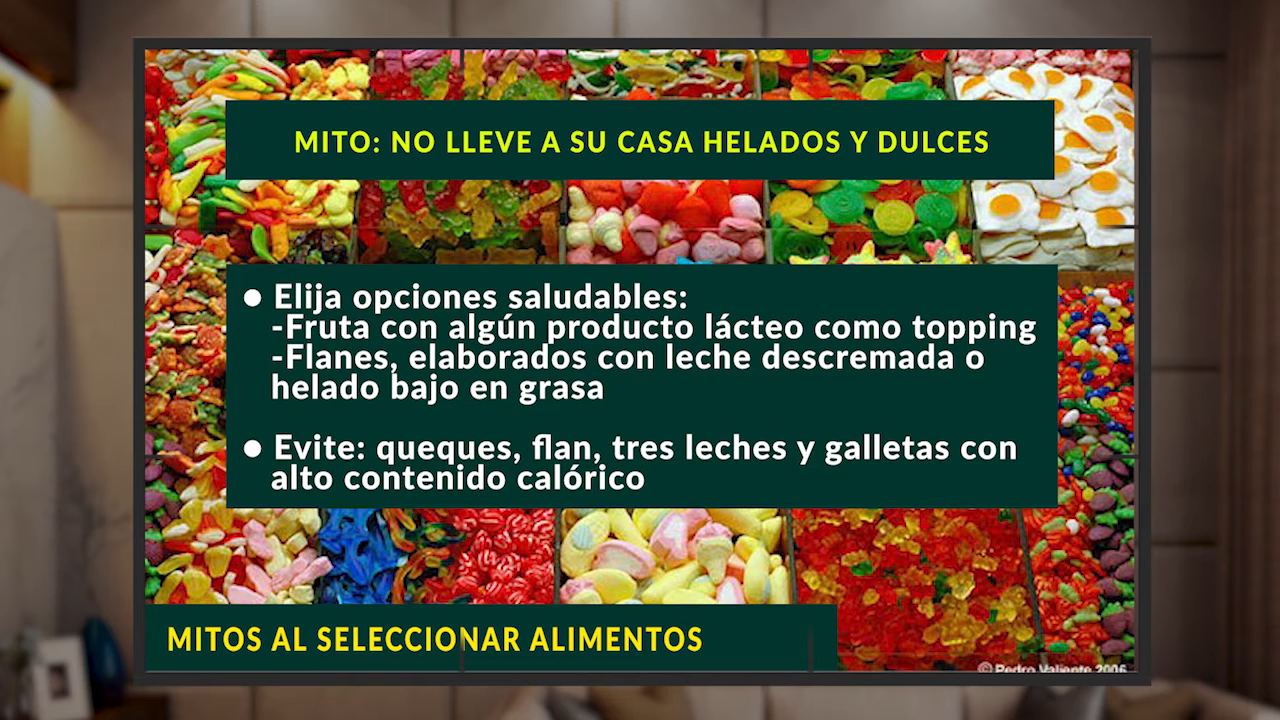 MITO: NO LLEVE A SU CASA HELADOS Y DULCES
● Elija opciones saludables:
-Fruta con algún producto lácteo como topping
-Flanes, elaborados con leche descremada o
helado bajo en grasa
● Evite: queques, flan, tres leches y galletas con
alto contenido calórico
MITOS AL SELECCIONAR ALIMENTOS
© Pedro Valiente 2006